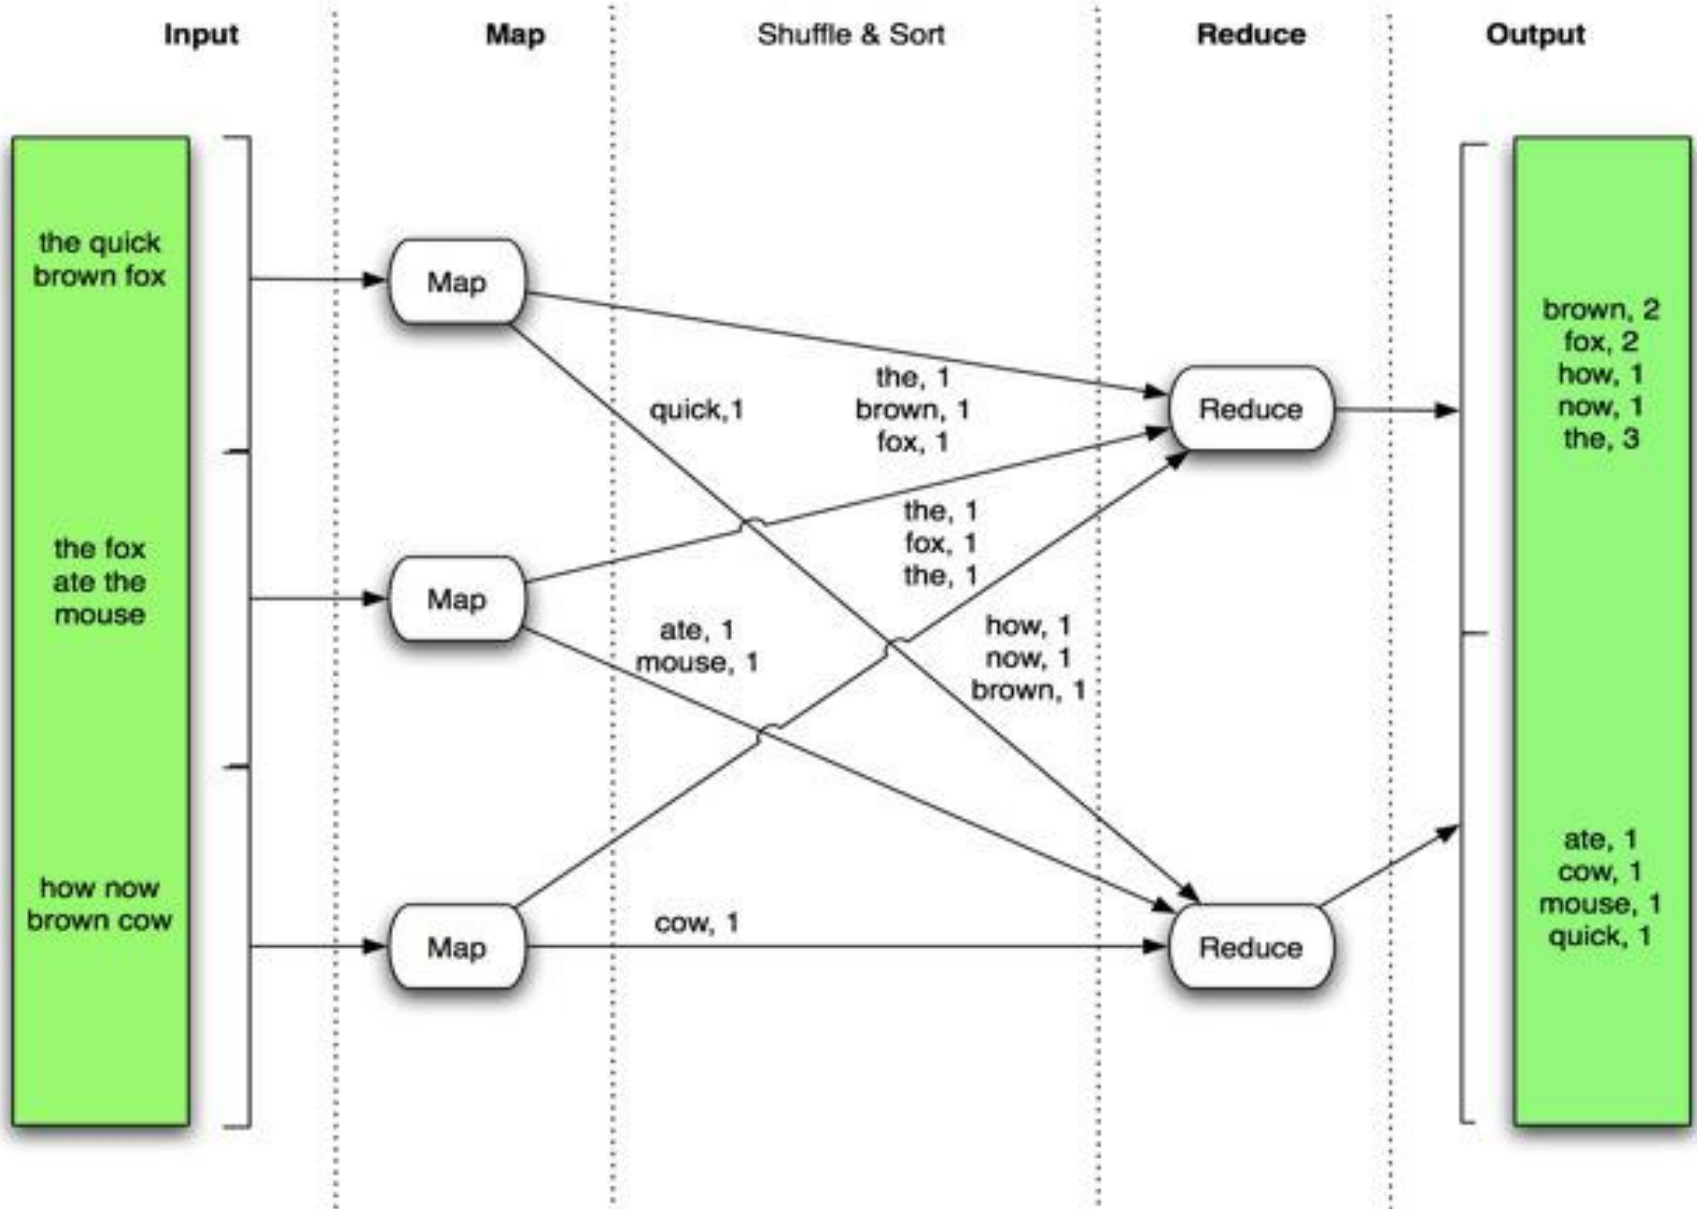 Input
Map
Shuffle & Sort
Reduce
Output
the quick
brown fox
the fox
ate the
mouse
how now
brown cow
Map
Map
Map
quick,1
the, 1
brown, 1
fox, 1
the, 1
fox, 1
the, 1
ate, 1
mouse, 1
how, 1
now, 1
brown, 1
cow, 1
Reduce
Reduce
brown, 2
fox, 2
how, 1
now, 1
the, 3
ate, 1
cow, 1
mouse, 1
quick, 1